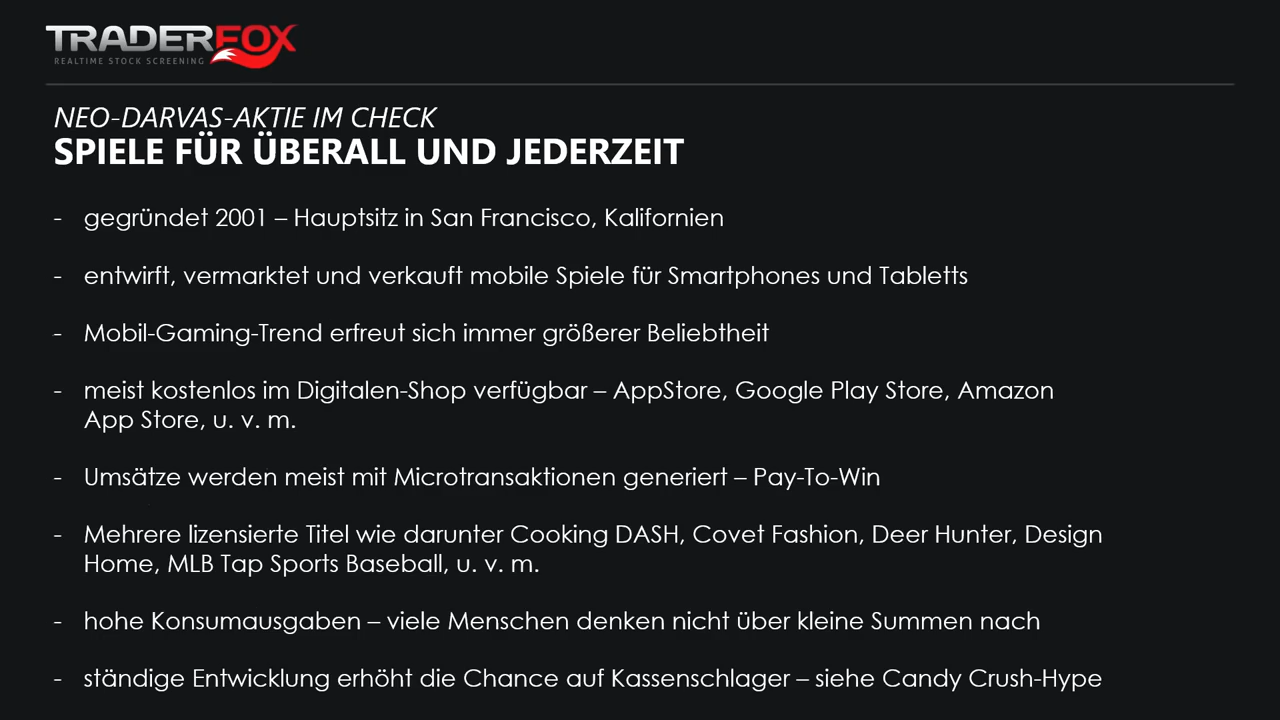 TRADERFOX
REALTIME STOCK SCREENING
NEO-DARVAS-AKTIE IM CHECK
SPIELE FÜR ÜBERALL UND JEDERZEIT
- gegründet 2001 – Hauptsitz in San Francisco, Kalifornien
- entwirft, vermarktet und verkauft mobile Spiele für Smartphones und Tabletts
- Mobil-Gaming-Trend erfreut sich immer größerer Beliebtheit
- meist kostenlos im Digitalen-Shop verfügbar – AppStore, Google Play Store, Amazon
App Store, u. v. m.
- Umsätze werden meist mit Microtransaktionen generiert – Pay-To-Win
- Mehrere lizensierte Titel wie darunter Cooking DASH, Covet Fashion, Deer Hunter, Design
Home, MLB Tap Sports Baseball, u. v. m.
- hohe Konsumausgaben – viele Menschen denken nicht über kleine Summen nach
- ständige Entwicklung erhöht die Chance auf Kassenschlager – siehe Candy Crush-Hype